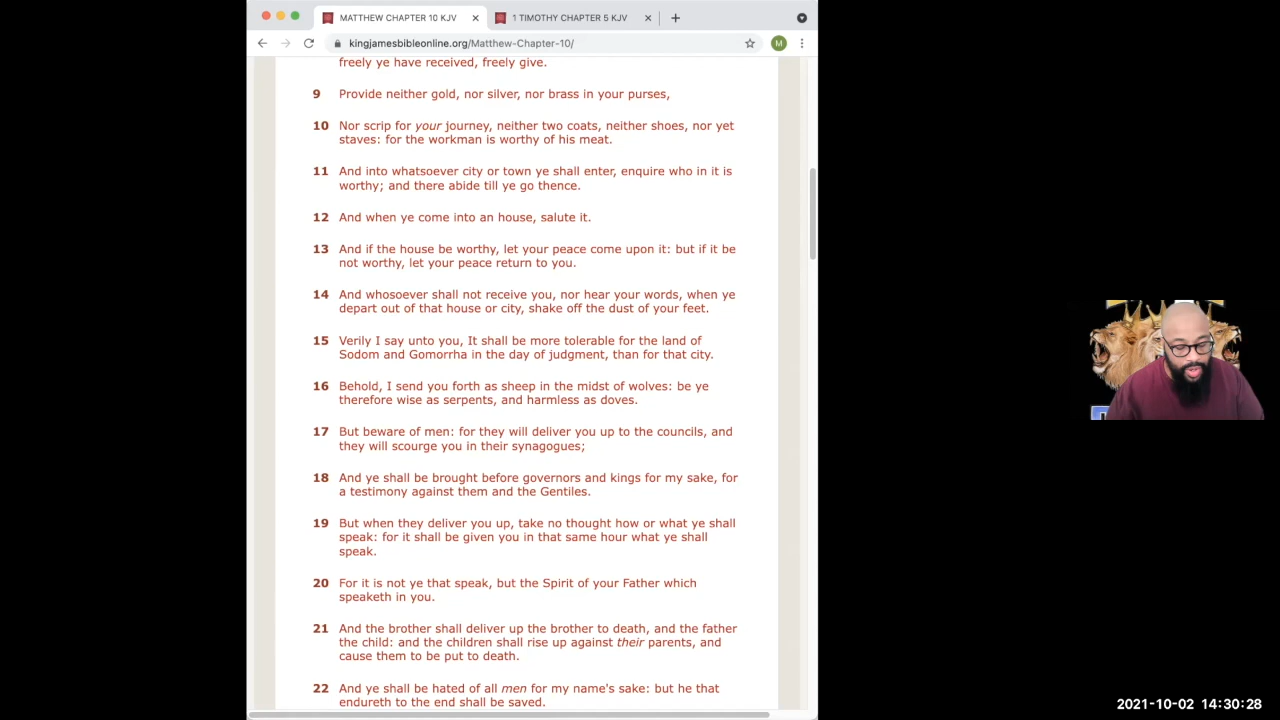 MATTHEW CHAPTER 10 KJV
1 TIMOTHY CHAPTER 5 KJV
kingjamesbibleonline.org/Matthew-Chapter-10/
M
freely ye have received, freely give.
9 Provide neither gold, nor silver, nor brass in your purses,
10 Nor scrip for your journey, neither two coats, neither shoes, nor yet
staves: for the workman is worthy of his meat.
11 And into whatsoever city or town ye shall enter, enquire who in it is
worthy; and there abide till ye go thence.
12 And when ye come into an house, salute it.
13 And if the house be worthy, let your peace come upon it: but if it be
not worthy, let your peace return to you.
14 And whosoever shall not receive you, nor hear your words, when ye
depart out of that house or city, shake off the dust of your feet.
15 Verily I say unto you, It shall be more tolerable for the land of
Sodom and Gomorrha in the day of judgment, than for that city.
16 Behold, I send you forth as sheep in the midst of wolves: be ye
therefore wise as serpents, and harmless as doves.
17 But beware of men: for they will deliver you up to the councils, and
they will scourge you in their synagogues;
18 And ye shall be brought before governors and kings for my sake, for
a testimony against them and the Gentiles.
19 But when they deliver you up, take no thought how or what ye shall
speak: for it shall be given you in that same hour what ye shall
speak.
20 For it is not ye that speak, but the Spirit of your Father which
speaketh in you.
21 And the brother shall deliver up the brother to death, and the father
the child: and the children shall rise up against their parents, and
cause them to be put to death.
22 And ye shall be hated of all men for my name's sake: but he that
endureth to the end shall be saved.
2021-10-02 14:30:28